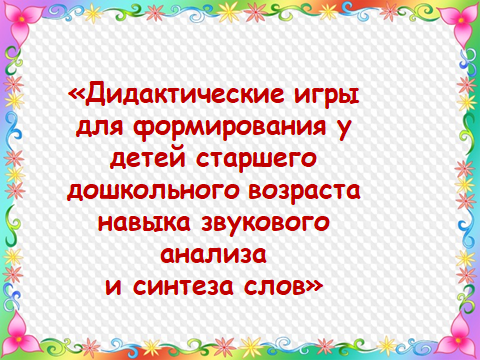 «Дидактические игры
для формирования у
детей старшего
дошкольного возраста
навыка звукового
анализа
и синтеза слов»